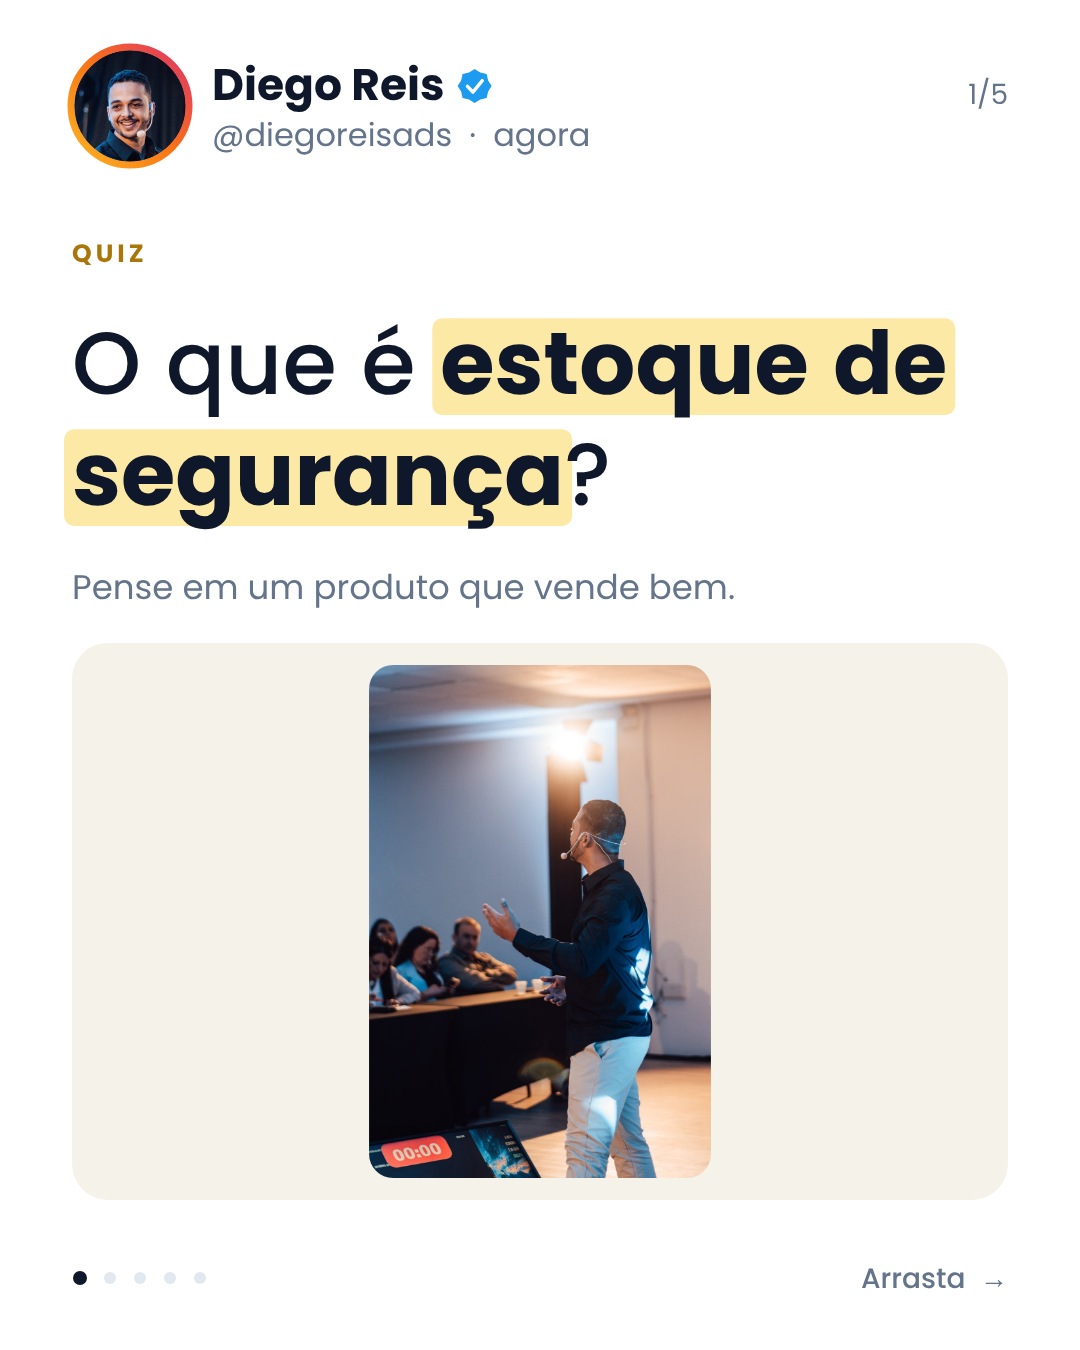 Diego Reis
1/5
@diegoreisads · agora
QUIZ
O que é estoque de
segurança?
Pense em um produto que vende bem.
00:00
Arrasta →